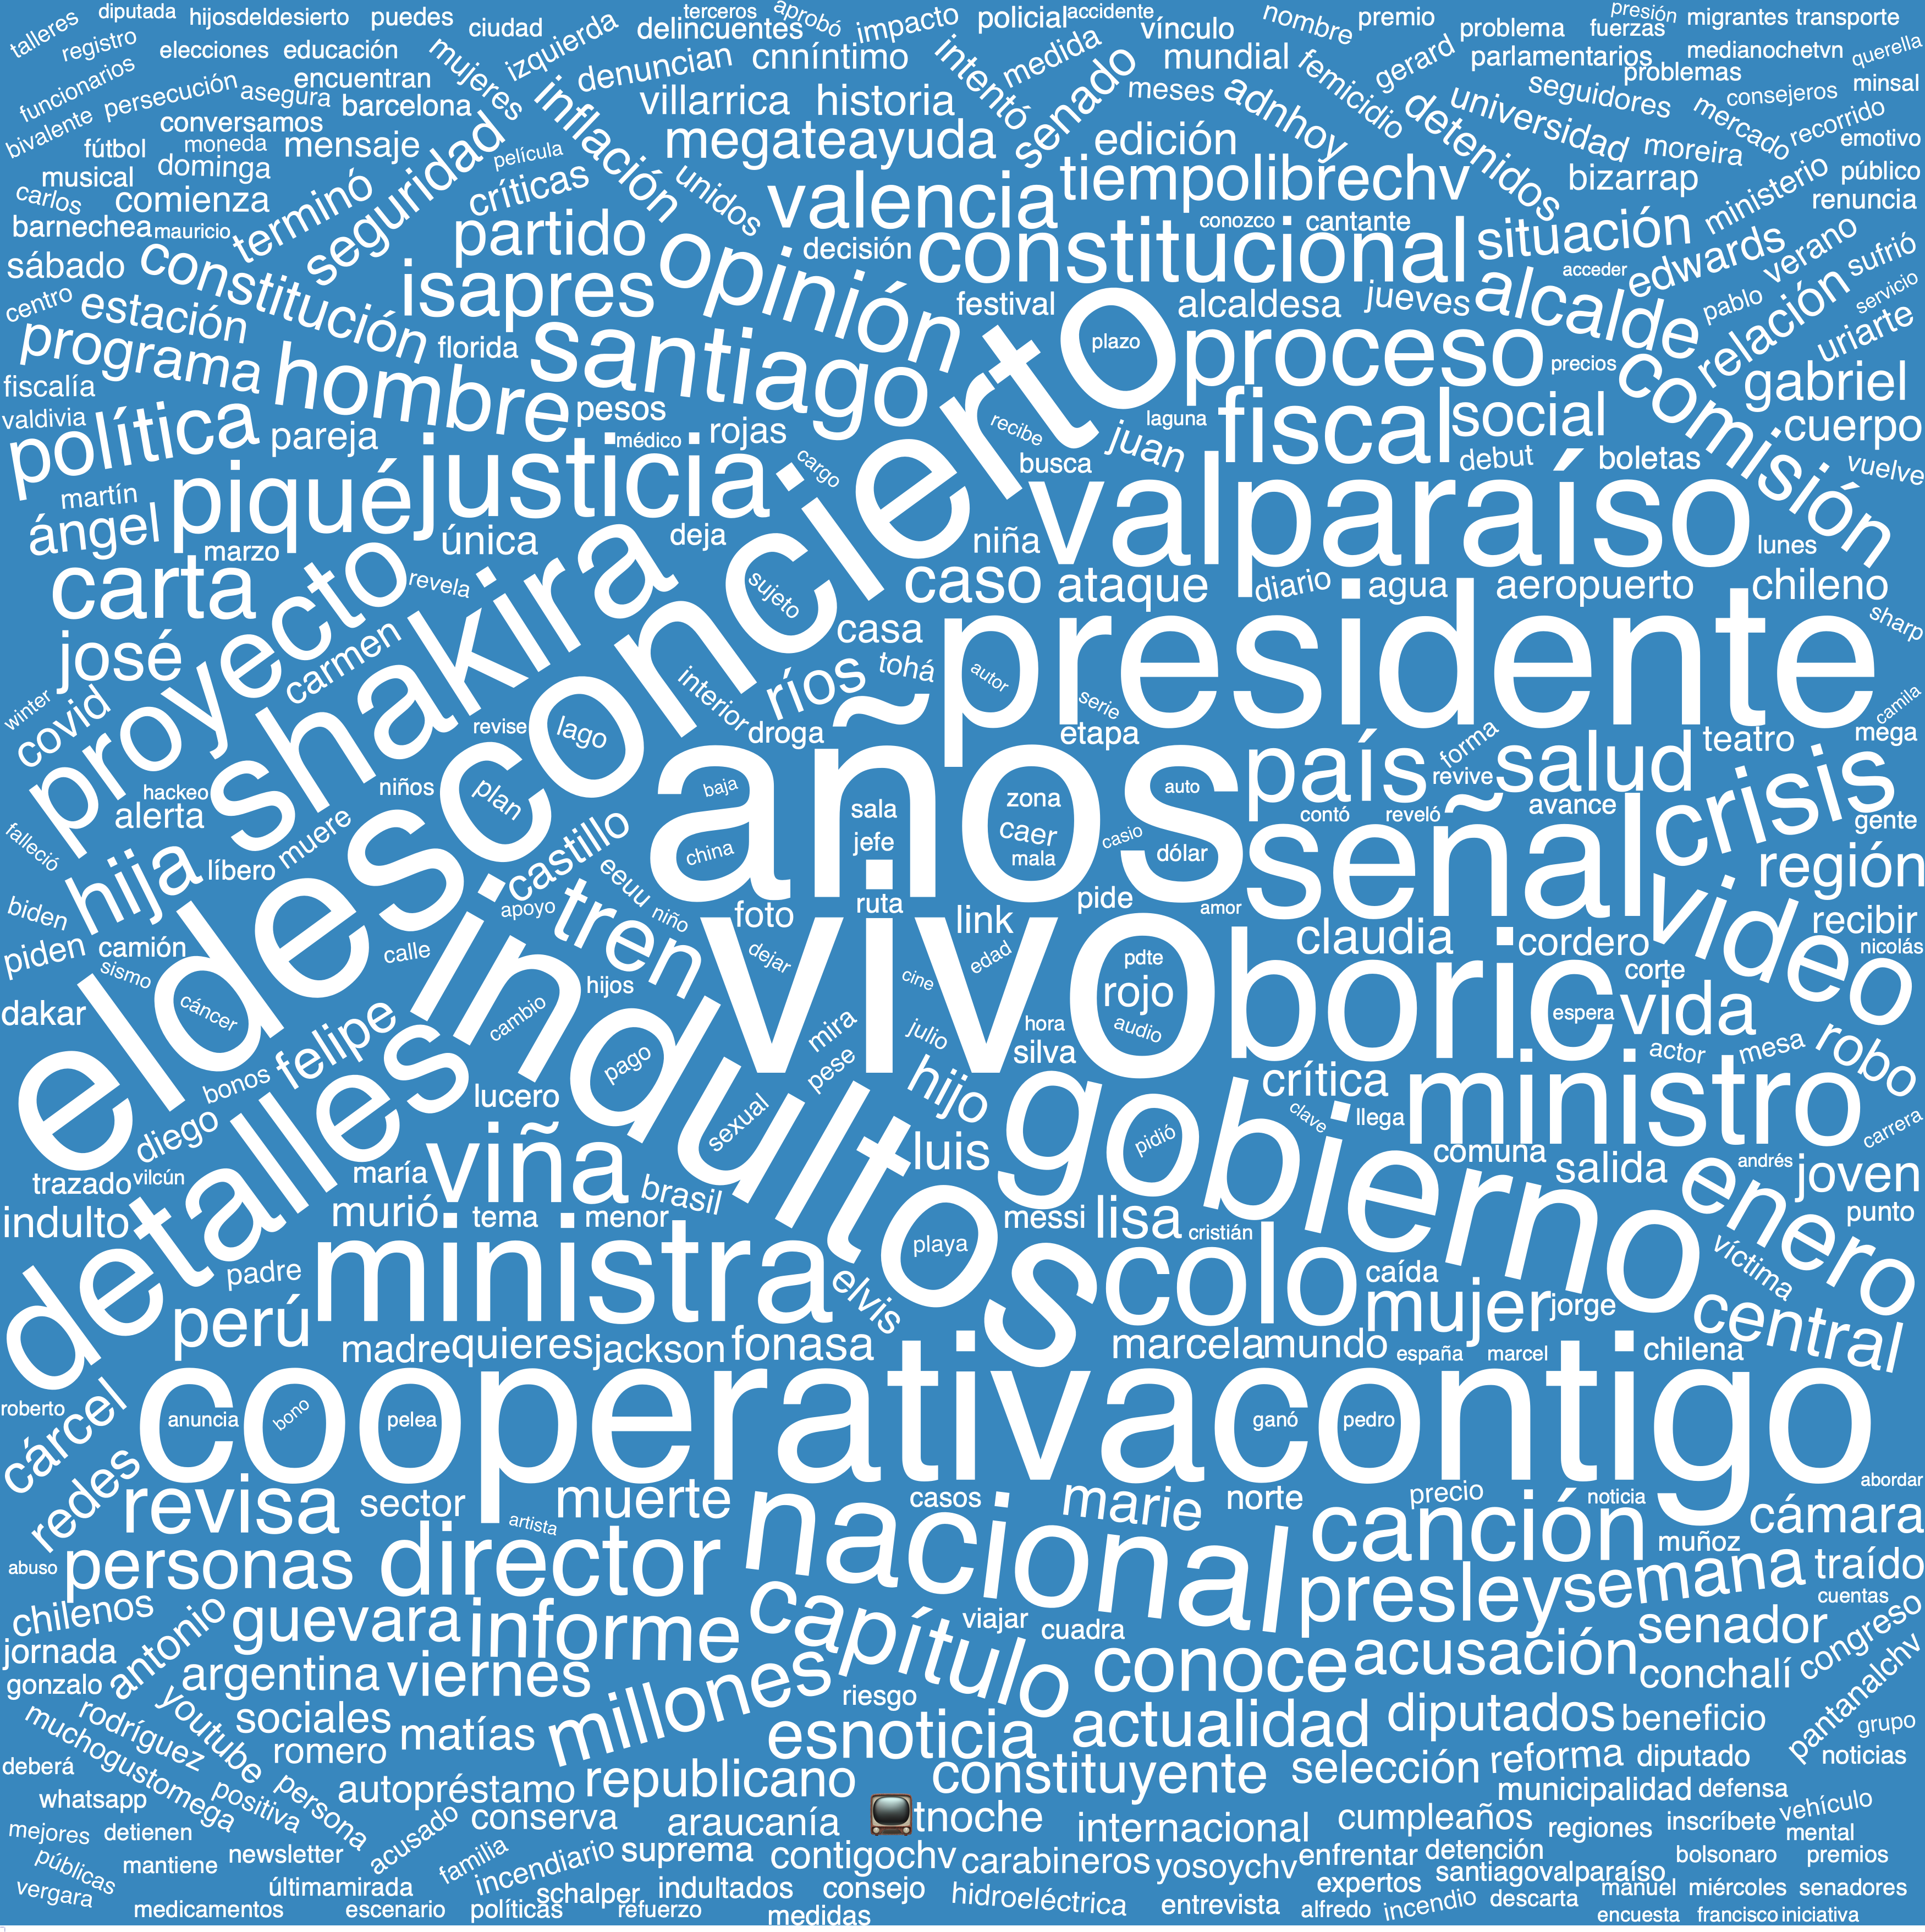 talleres
diputada
hijosdeldesierto
puedes
ciudad
izquierda
terceros
delincuentes
aprobó
impacto
policial
accidente
vínculo
nombre
premio
problema
presión
fuerzas
migrantes
transporte
registro
elecciones
educación
mujeres
denuncian
cnníntimo
intentó
medida
mundial
femicidio
gerard
parlamentarios
medianochetvn
querella
funcionarios
persecución
asegura
encuentran
barcelona
inflación
villarrica
historia
senado
meses
adnhoy
detenidos
universidad
seguidores
problemas
consejeros
minsal
bivalente
conversamos
mercado
recorrido
fútbol
moneda
mensaje
seguridad
película
megateayuda
edición
moreira
emotivo
musical
dominga
críticas
unidos
valencia
tiempolibrechv
bizarrap
ministerio
público
carlos
comienza
terminó
renuncia
barnechea
mauricio
partido
opinión
decisión
conozco
cantante
constitucional
situación
edwards
verano
sufrió
sábado
constitución
isapres
festival
alcaldesa
jueves
alcalde
acceder
relación
pablo
servicio
centro
estación
programa
florida
santiago
plazo
proceso
precios
uriarte
fiscalía
hombre
pesos
comisión
gabriel
valdivia
política
pareja
médico
rojas
recibe
laguna
juan
fiscal
social
cuerpo
justicia
cargo
busca
debut
boletas
vuelve
martín
piqué
ángel
marzo
única
deja
niña
valparaíso
lunes
carta
proyecto
revela
sujeto
caso
ataque
diario
agua
aeropuerto
chileno
josé
carmen
shakira
eldesconcierto
casa
presidente
sharp
ríos
tohá
autor
interior
serie
winter
covid
revise
lago
droga
etapa
país
forma
salud
teatro
camila
mega
hackeo
niños
plan
años
baja
sala
zona
auto
revive
crisis
alerta
contó
reveló
avance
gente
falleció
hija
líbero
muere
castillo
china
jefe
caer
mala
casio
dólar
señal
región
eeuu
biden
apoyo
tren
niño
foto
ruta
link
pide
amor
video
recibir
piden
camión
sismo
calle
dejar
vivo
claudia
cordero
nicolás
cine
edad
pdte
boric
corte
dakar
cáncer
indultos
cambio
hijos
rojo
espera
vida
felipe
mira
julio
hora
audio
silva
actor
mesa
robo
bonos
lucero
pago
pese
hijo
crítica
ministro
diego
detalles
sexual
gobierno
pidió
clave
llega
carrera
trazado
vilcún
maría
viña
luis
comuna
salida
andrés
joven
enero
indulto
murió
tema
menor
brasil
messi
lisa
cristián
punto
víctima
padre
ministra
playa
elvis
colo
caída
mujer
jorge
central
perú
madre
quieres
jackson
fonasa
marcela
mundo
españa
marcel
chilena
roberto
cárcel
cooperativa
contigo
anuncia
bono
pelea
ganó
pedro
abordar
redes
revisa
sector
muerte
casos
marie
norte
precio
noticia
cámara
artista
nacional
canción
muñoz
abuso
personas
director
presley
semana
traído
cuentas
chilenos
antonio
guevara
informe
capítulo
viajar
cuadra
senador
congreso
jornada
argentina
viernes
millones
conoce
acusación
conchalí
gonzalo
riesgo
pantanalchv
rodríguez
youtube
sociales
matías
esnoticia
actualidad
diputados
beneficio
grupo
muchogustomega
romero
selección
reforma
diputado
noticias
deberá
persona
autopréstamo
republicano
constituyente
municipalidad
defensa
whatsapp
positiva
conserva
araucanía
tnoche
internacional
cumpleaños
regiones
inscríbete
vehículo
mejores
detienen
acusado
mental
públicas
mantiene
newsletter
familia
incendiario
suprema
contigochv
carabineros
yosoychv
enfrentar
detención
bolsonaro
premios
vergara
últimamirada
schalper
indultados
consejo
hidroeléctrica
entrevista
expertos
santiagovalparaíso
manuel
miércoles
senadores
medicamentos
escenario
políticas
refuerzo
medidas
alfredo
incendio
descarta
encuesta
francisco
iniciativa